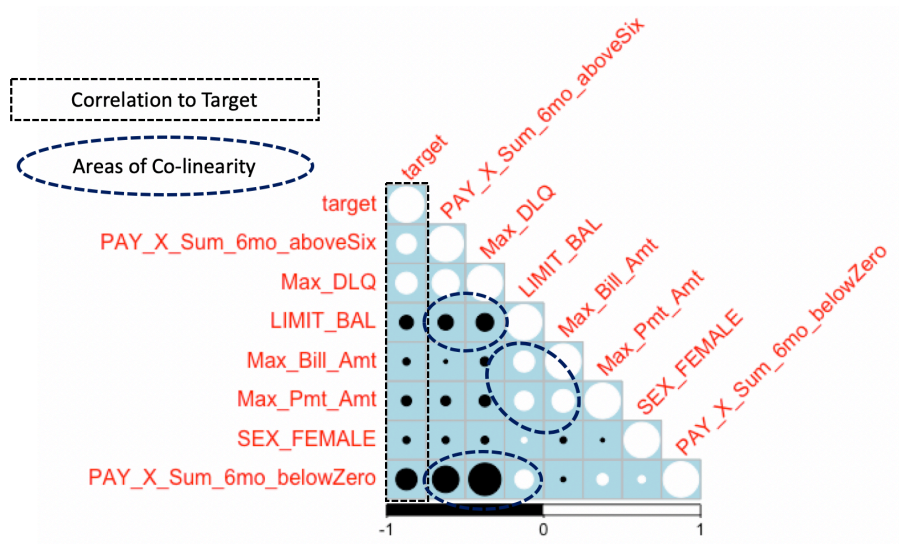 Correlation to Target
Areas of Co-linearity
target
PAY_X_Sum_6mo_aboveSix
Max_DLQ
LIMIT_BAL
Max_Bill_Amt
Max_Pmt_Amt
SEX_FEMALE
PAY_X_Sum_6mo_belowZero
target
PAY_X_Sum_6mo_aboveSix
Max_DLQ
LIMIT_BAL
Max_Bill_Amt
Max_Pmt_Amt
SEX_FEMALE
PAY_X_Sum_6mo_belowZero
-1 0 1